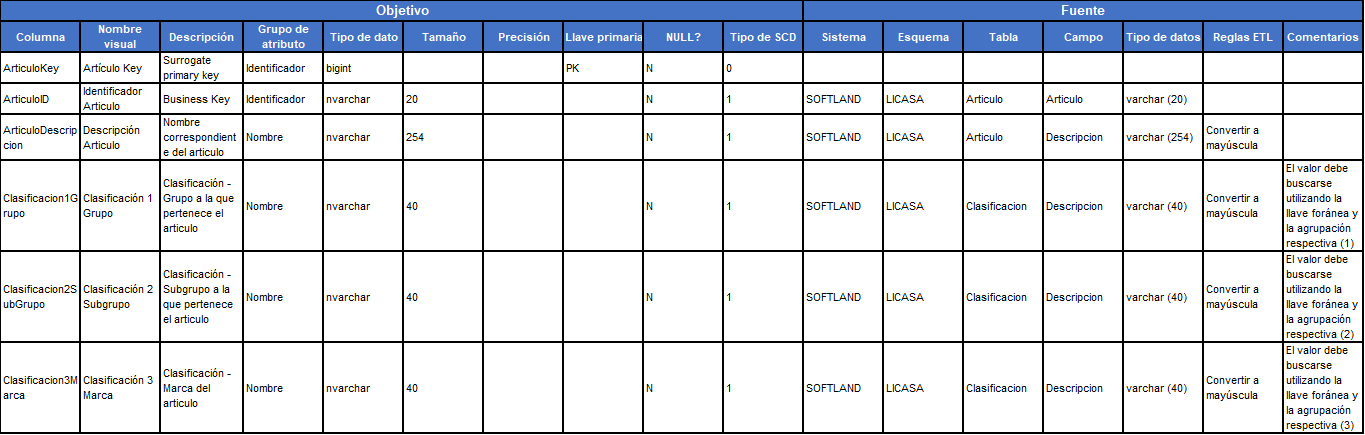 Objetivo
Fuente
Columna
Nombre
visual
Descripción
Grupo de
atributo
Tipo de dato
Tamaño
Precisión
Llave primaria
NULL?
Tipo de SCD
Sistema
Esquema
Tabla
Campo
Tipo de datos
Reglas ETL
Comentarios
ArticuloKey
Artículo Key
Surrogate
primary key
Identificador
bigint
PK
N
0
ArticuloID
Identificador
Articulo
Business Key
Identificador
nvarchar
20
N
1
SOFTLAND
LICASA
Articulo
Articulo
varchar (20)
ArticuloDescrip
cion
Descripción
Articulo
Nombre
correspondient
e del articulo
Nombre
nvarchar
254
N
1
SOFTLAND
LICASA
Articulo
Descripcion
varchar (254)
Convertir a
mayúscula
Clasificacion1G
rupo
Clasificación 1
Grupo
Clasificación -
Grupo a la que
pertenece el
articulo
Nombre
nvarchar
40
N
1
SOFTLAND
LICASA
Clasificacion
Descripcion
varchar (40)
Convertir a
mayúscula
El valor debe
buscarse
utilizando la
llave foránea y
la agrupación
respectiva (1)
Clasificacion2S
ubGrupo
Clasificación 2
Subgrupo
Clasificación -
Subgrupo a la
que pertenece
el articulo
Nombre
nvarchar
40
N
1
SOFTLAND
LICASA
Clasificacion
Descripcion
varchar (40)
Convertir a
mayúscula
El valor debe
buscarse
utilizando la
llave foránea y
la agrupación
respectiva (2)
Clasificacion3M
arca
Clasificación 3
Marca
Clasificación -
Marca del
articulo
Nombre
nvarchar
40
N
1
SOFTLAND
LICASA
Clasificacion
Descripcion
varchar (40)
Convertir a
mayúscula
El valor debe
buscarse
utilizando la
llave foránea y
la agrupación
respectiva (3)